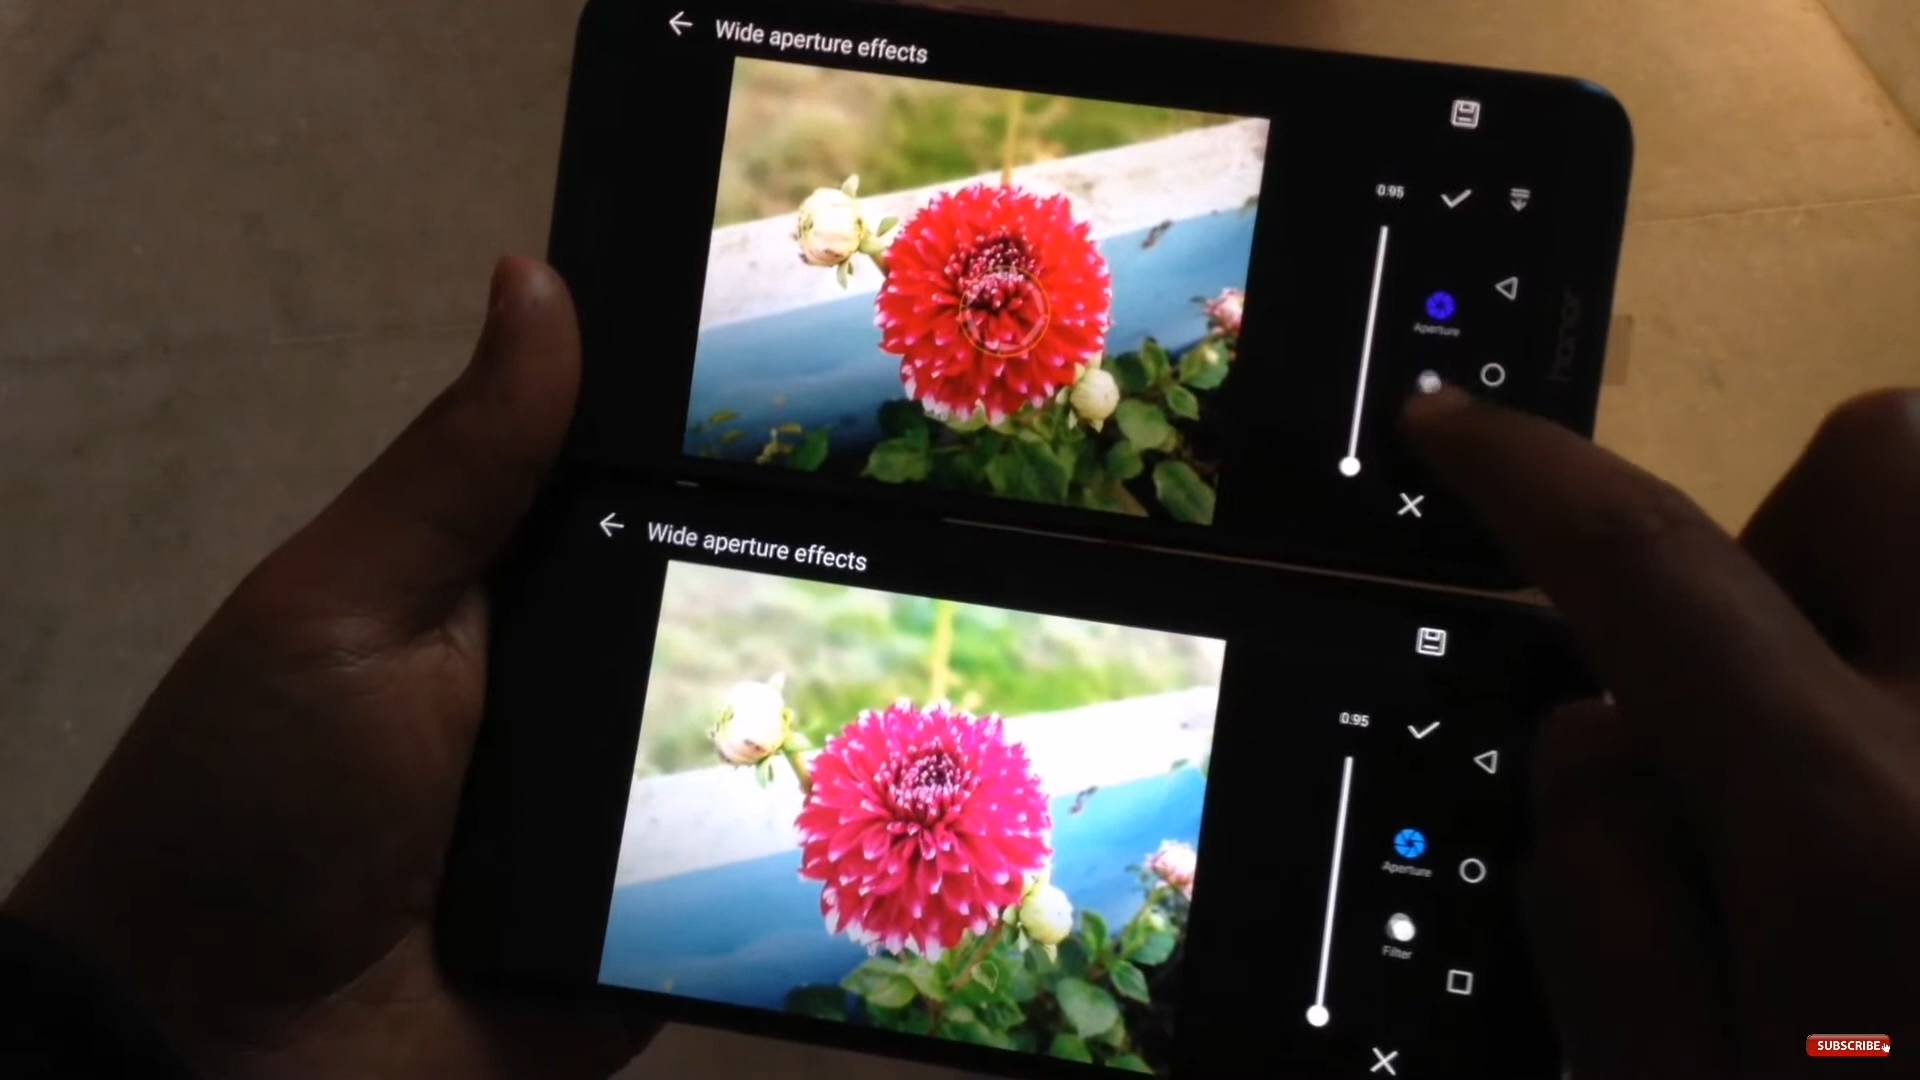 Wide aperture effects
0.95
Aperture
honor
Wide aperture effects
0.95
Aperture
Filter
SUBSCRIBE